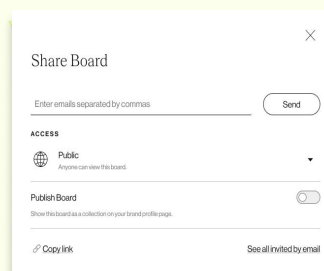 Share Board
Enter emails separated by commas
Send
ACCESS
Public
Anyone can view this board.
Publish Board
Show this board as a collection on your brand profile page.
Copy link
See all invited by email